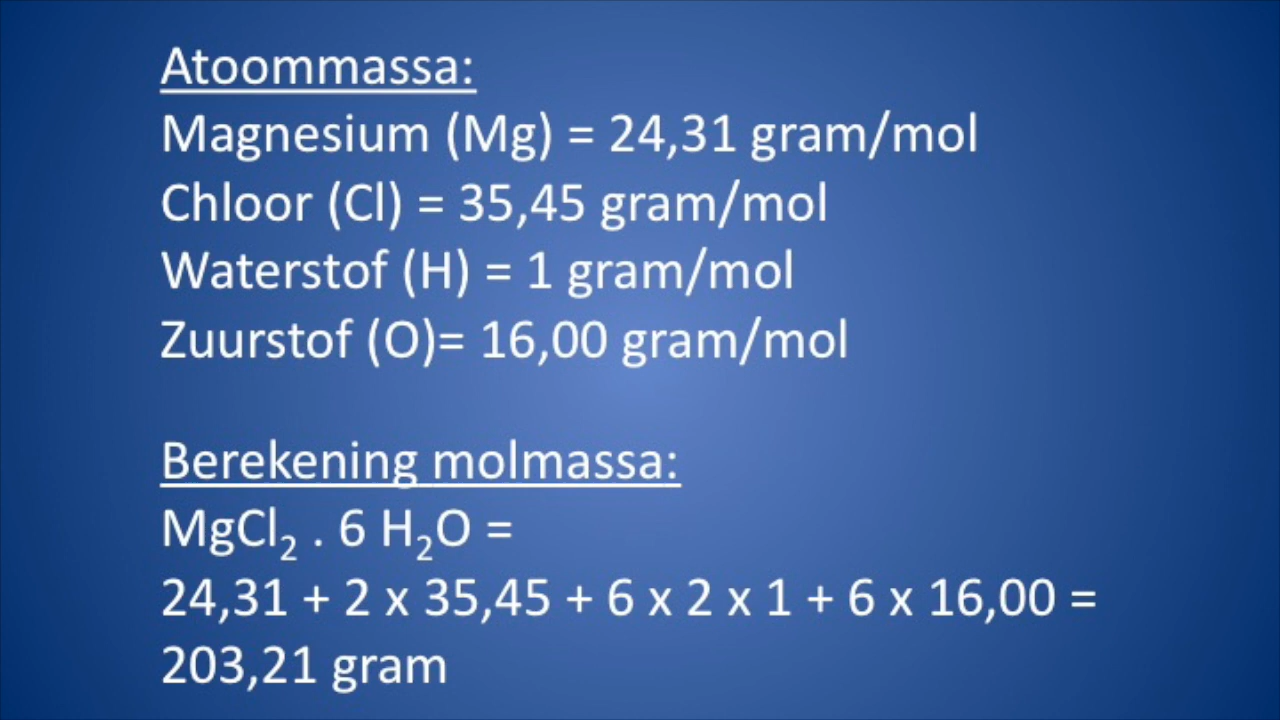 Atoommassa:
Magnesium (Mg) = 24,31 gram/mol
Chloor (Cl) = 35,45 gram/mol
Waterstof (H) = 1 gram/mol
Zuurstof (O)= 16,00 gram/mol
Berekening molmassa:
MgCl₂ . 6 H₂O =
24,31 + 2 x 35,45 + 6 x 2 x 1 + 6 x 16,00 =
203,21 gram